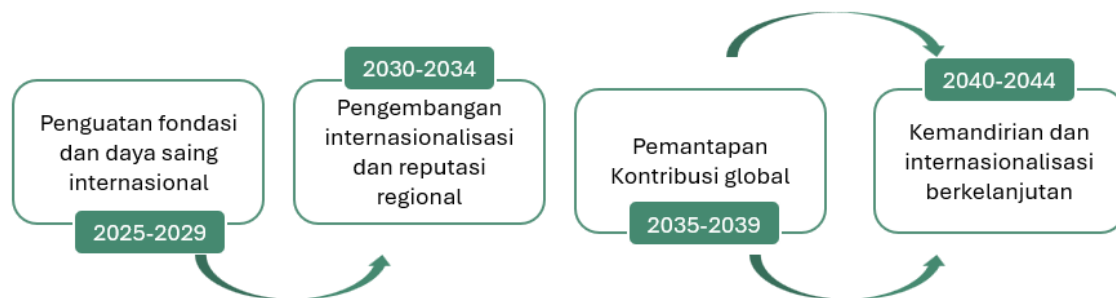 Penguatan fondasi
dan daya saing
internasional
2025-2029
2030-2034
Pengembangan
internasionalisasi
dan reputasi
regional
Pemantapan
Kontribusi global
2035-2039
2040-2044
Kemandirian dan
internasionalisasi
berkelanjutan